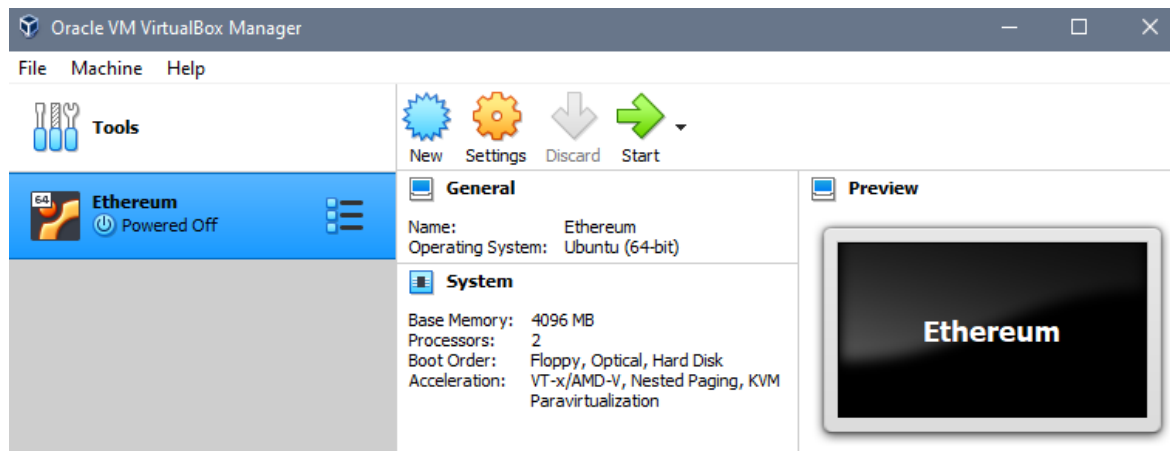 Oracle VM VirtualBox Manager
File Machine Help
Tools
New Settings Discard Start
64
Ethereum
Powered Off
General
Name: Ethereum
Operating System: Ubuntu (64-bit)
System
Base Memory: 4096 MB
Processors: 2
Boot Order: Floppy, Optical, Hard Disk
Acceleration: VT-x/AMD-V, Nested Paging, KVM
Paravirtualization
Preview
Ethereum